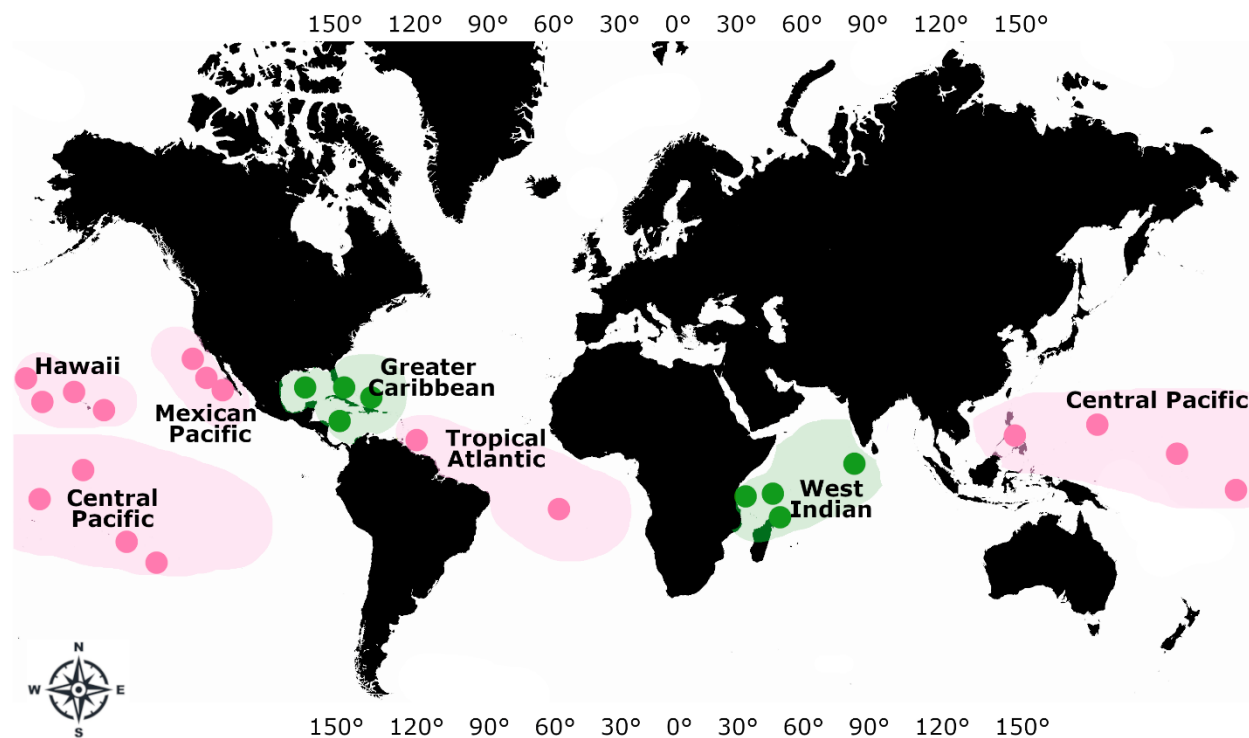 150° 120° 90° 60° 30° 0° 30° 60° 90° 120° 150°
Hawaii
Mexican
Pacific
Greater
Caribbean
Central Pacific
Tropical
Atlantic
Central
Pacific
West
Indian
N
W E
S
150° 120° 90° 60° 30° 0° 30° 60° 90° 120° 150°